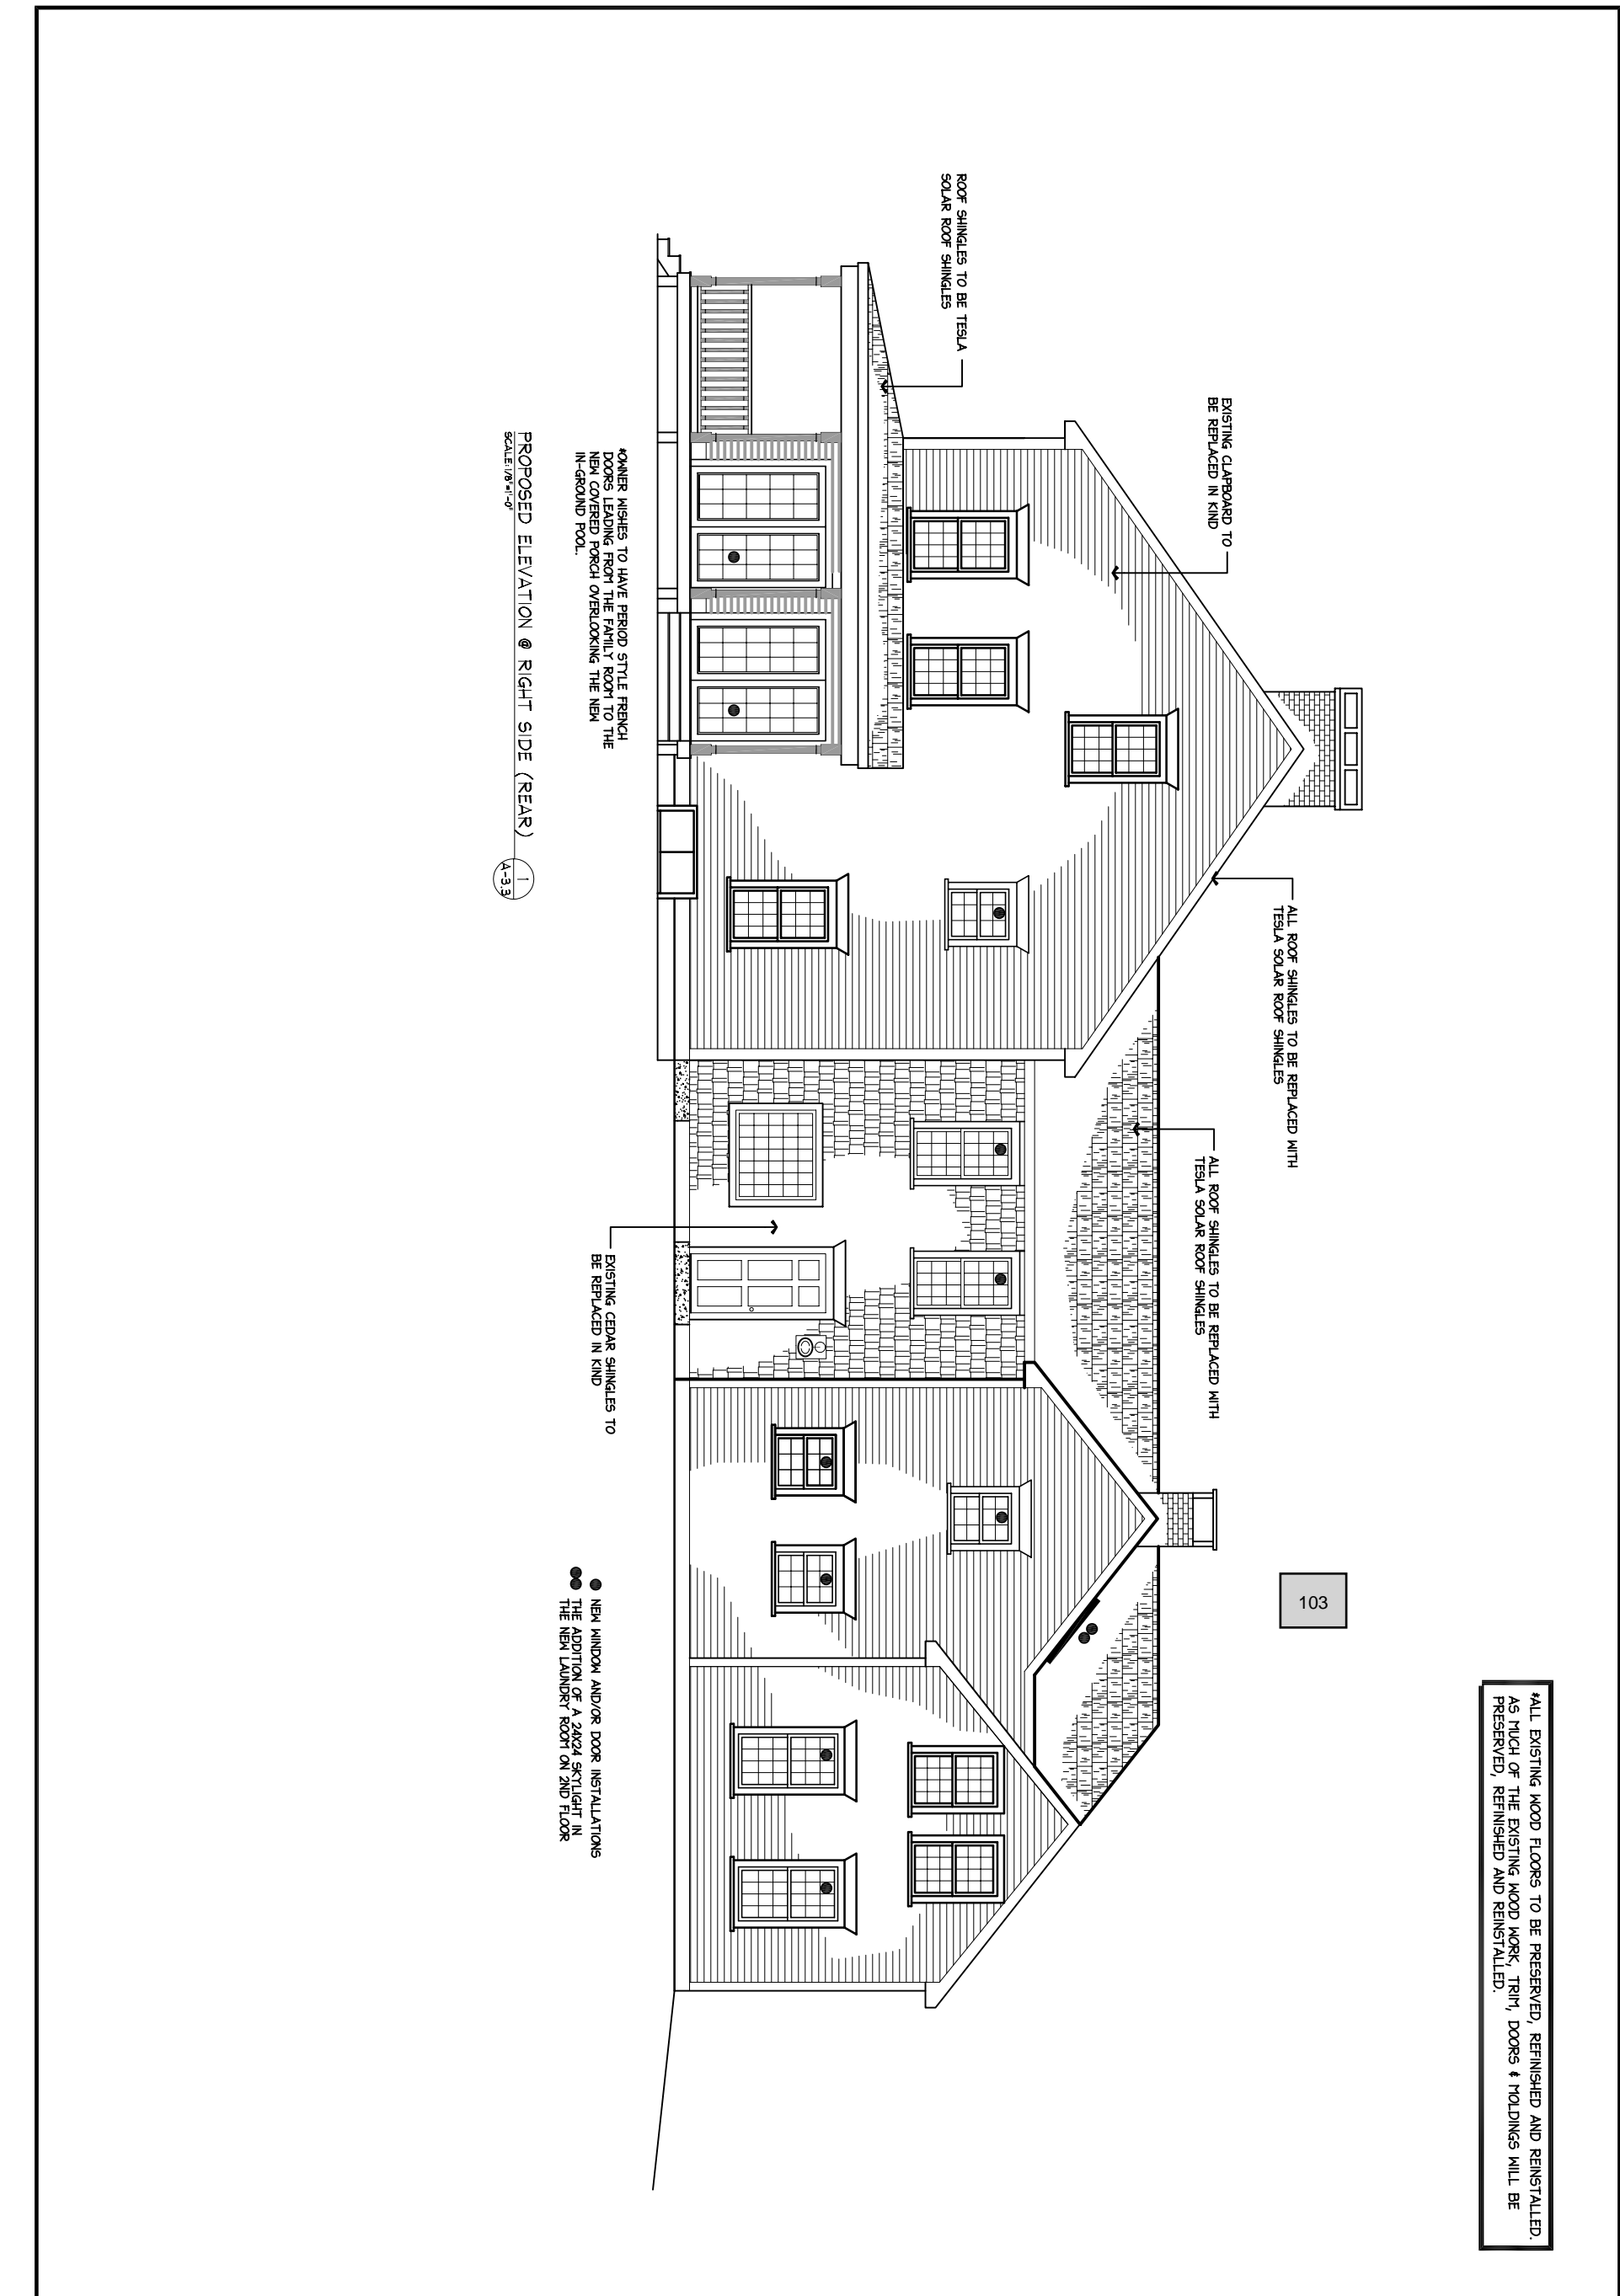 *ALL EXISTING WOOD FLOORS TO BE PRESERVED, REFINISHED AND REINSTALLED.
AS MUCH OF THE EXISTING WOOD WORK, TRIM, DOORS & MOLDINGS WILL BE
PRESERVED, REFINISHED AND REINSTALLED.
103
ALL ROOF SHINGLES TO BE REPLACED WITH
TESLA SOLAR ROOF SHINGLES
EXISTING CLAPBOARD TO
BE REPLACED IN KIND
ALL ROOF SHINGLES TO BE REPLACED WITH
TESLA SOLAR ROOF SHINGLES
ROOF SHINGLES TO BE TESLA
SOLAR ROOF SHINGLES
*OWNER WISHES TO HAVE PERIOD STYLE FRENCH
DOORS LEADING FROM THE FAMILY ROOM TO THE
NEW COVERED PORCH OVERLOOKING THE NEW
IN-GROUND POOL.
EXISTING CEDAR SHINGLES TO
BE REPLACED IN KIND
NEW WINDOW AND/OR DOOR INSTALLATIONS
THE ADDITION OF A 24X24 SKYLIGHT IN
THE NEW LAUNDRY ROOM ON 2ND FLOOR
PROPOSED ELEVATION @ RIGHT SIDE (REAR)
SCALE:1/8"=1'-0"
1
A-3.3